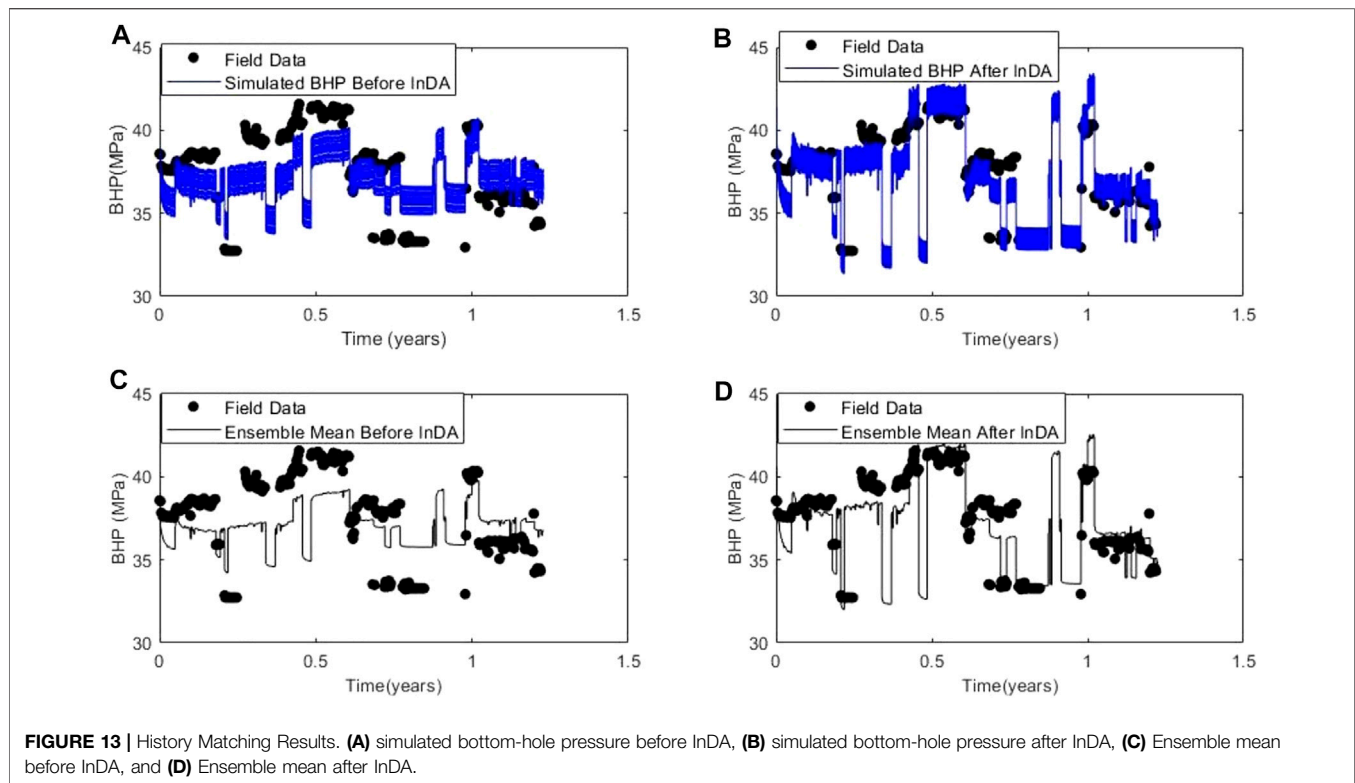 A
Field Data
Simulated BHP Before InDA
BHP(MPa)
45
40
35
30
0
0.5
1
1.5
Time (years)
B
Field Data
Simulated BHP After InDA
BHP (MPa)
45
40
35
30
0
0.5
1
1.5
Time(years)
C
Field Data
Ensemble Mean Before InDA
BHP (MPa)
45
40
35
30
0
0.5
1
1.5
Time(years)
D
Field Data
Ensemble Mean After InDA
BHP (MPa)
45
40
35
30
0
0.5
1
1.5
Time(years)
FIGURE 13 | History Matching Results. (A) simulated bottom-hole pressure before InDA, (B) simulated bottom-hole pressure after InDA, (C) Ensemble mean
before InDA, and (D) Ensemble mean after InDA.